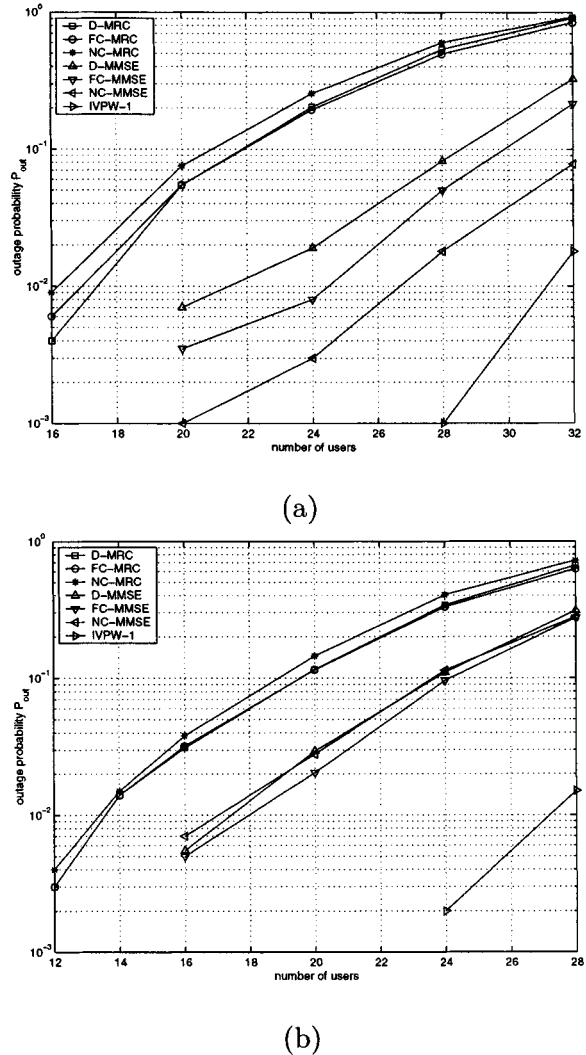 10^0
D-MRC
FC-MRC
NC-MRC
D-MMSE
FC-MMSE
NC-MMSE
IVPW-1
10^-1
outage probability P_out
10^-2
10^-3
16 18 20 22 24 26 28 30 32
number of users
(a)
10^0
D-MRC
FC-MRC
NC-MRC
D-MMSE
FC-MMSE
NC-MMSE
IVPW-1
10^-1
outage probability P_out
10^-2
10^-3
12 14 16 18 20 22 24 26 28
number of users
(b)